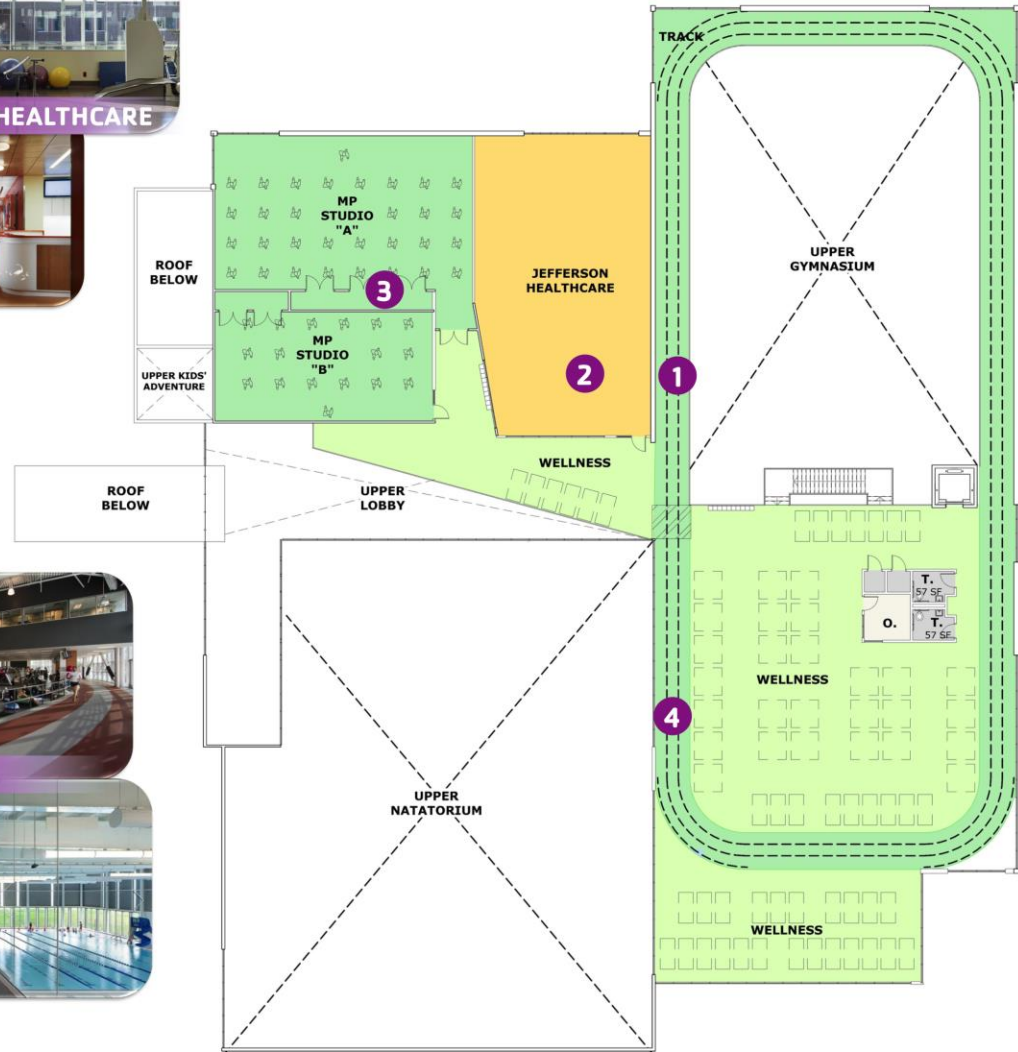 HEALTHCARE
TRACK
MP
STUDIO
"A"
ROOF
BELOW
JEFFERSON
HEALTHCARE
UPPER
GYMNASIUM
3
MP
STUDIO
"B"
UPPER KIDS'
ADVENTURE
2
1
WELLNESS
ROOF
BELOW
UPPER
LOBBY
T.
57 SF
O.
T.
57 SF
WELLNESS
4
UPPER
NATATORIUM
WELLNESS